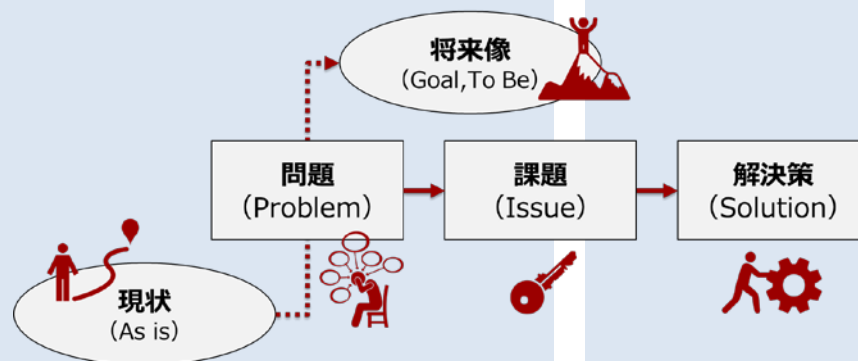 将来像
(Goal,To Be)
問題
(Problem)
課題
(Issue)
解決策
(Solution)
現状
(As is)